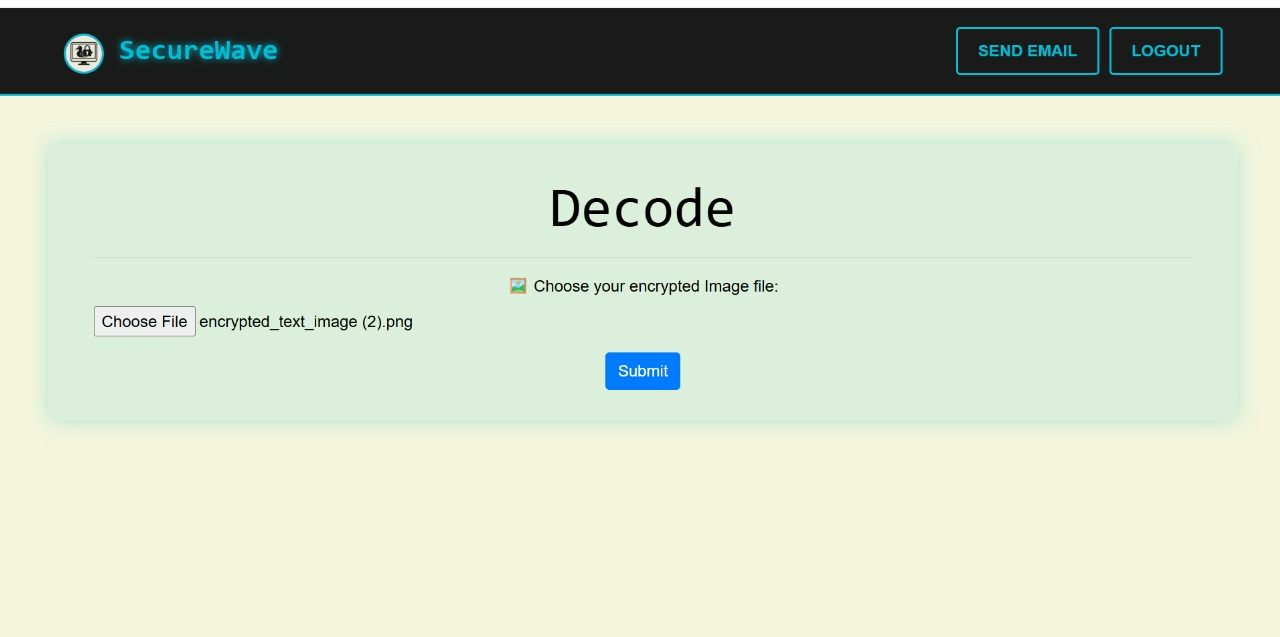 SecureWave
SEND EMAIL
LOGOUT
Decode
Choose your encrypted Image file:
Choose File encrypted_text_image (2).png
Submit